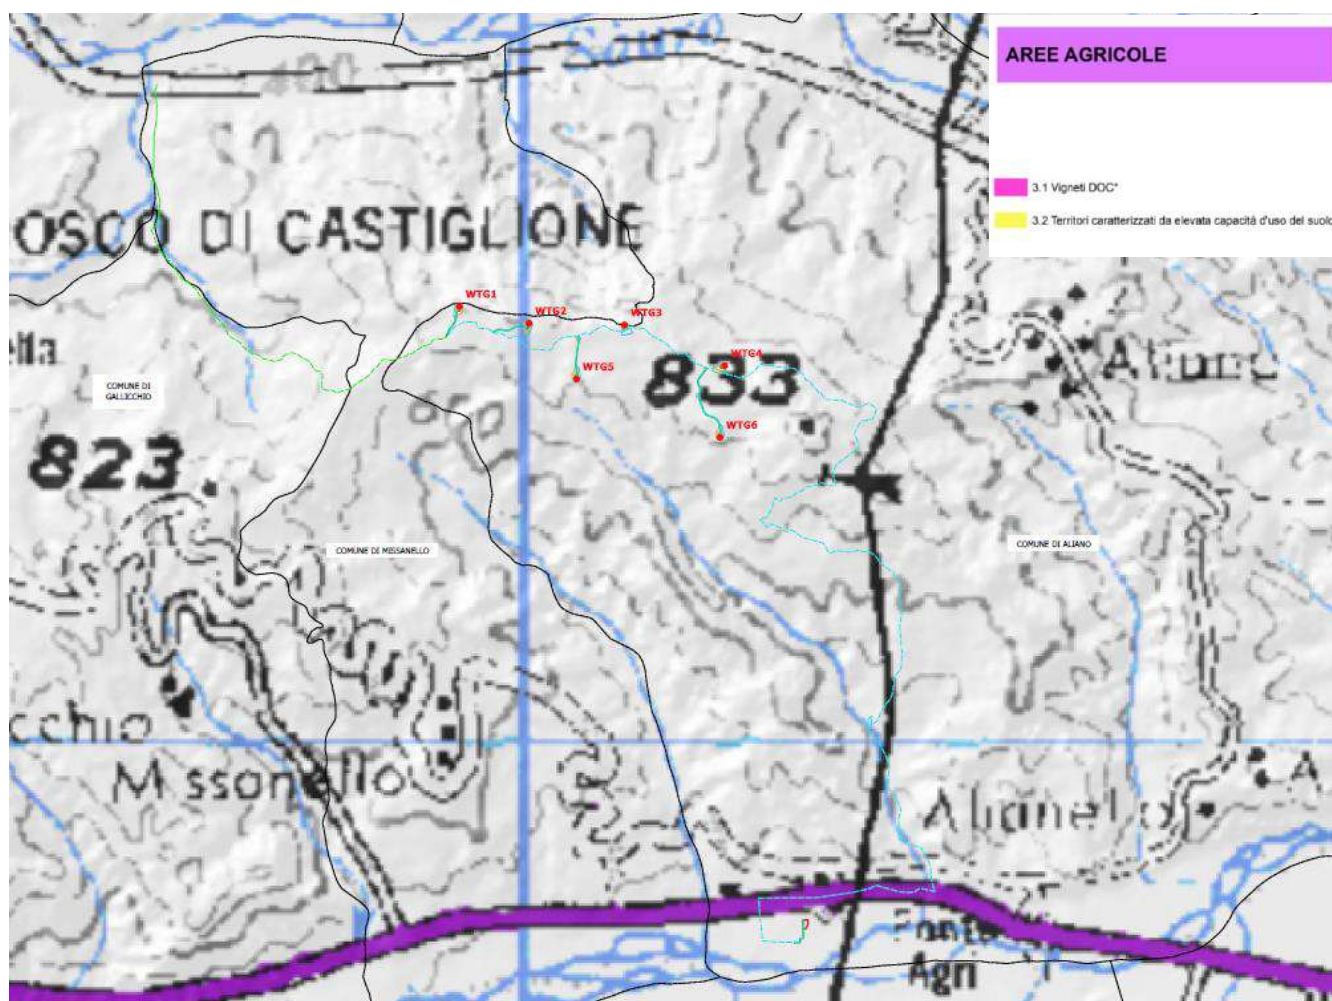 AREE AGRICOLE
3.1 Vigneti DOC*
3.2 Territori caratterizzati da elevata capacità d'uso del suolo
OSCO DI CASTIGLIONE
WTG1
WTG2
WTG3
WTG4
WTG5
WTG6
833
COMUNE DI
GALLICCHIO
823
COMUNE DI MISSANELLO
COMUNE DI ALIANO
cchio
Missanello
Alianello
A
Agri